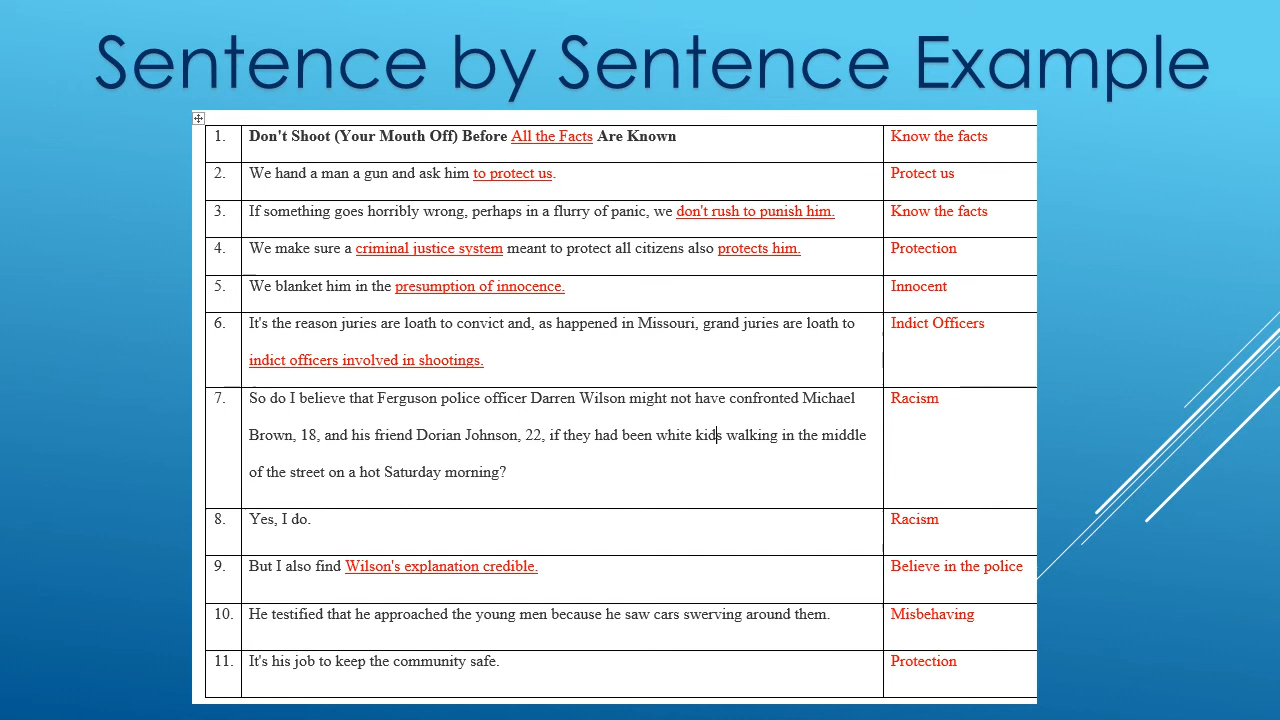 Sentence by Sentence Example
1. Don't Shoot (Your Mouth Off) Before All the Facts Are Known Know the facts
2. We hand a man a gun and ask him to protect us. Protect us
3. If something goes horribly wrong, perhaps in a flurry of panic, we don't rush to punish him. Know the facts
4. We make sure a criminal justice system meant to protect all citizens also protects him. Protection
5. We blanket him in the presumption of innocence. Innocent
6. It's the reason juries are loath to convict and, as happened in Missouri, grand juries are loath to Indict Officers
indict officers involved in shootings.
7. So do I believe that Ferguson police officer Darren Wilson might not have confronted Michael Racism
Brown, 18, and his friend Dorian Johnson, 22, if they had been white kids walking in the middle
of the street on a hot Saturday morning?
8. Yes, I do. Racism
9. But I also find Wilson's explanation credible. Believe in the police
10. He testified that he approached the young men because he saw cars swerving around them. Misbehaving
11. It's his job to keep the community safe. Protection